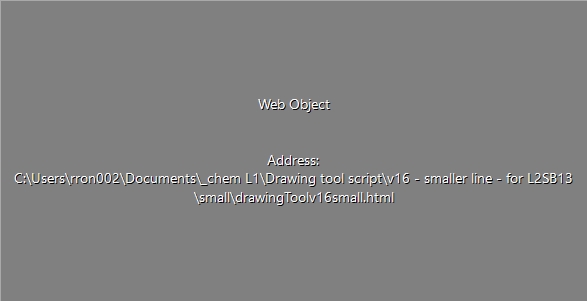 Web Object
Address:
C:\Users\rron002\Documents\_chem L1\Drawing tool script\v16 - smaller line - for L2SB13
\small\drawingToolv16small.html